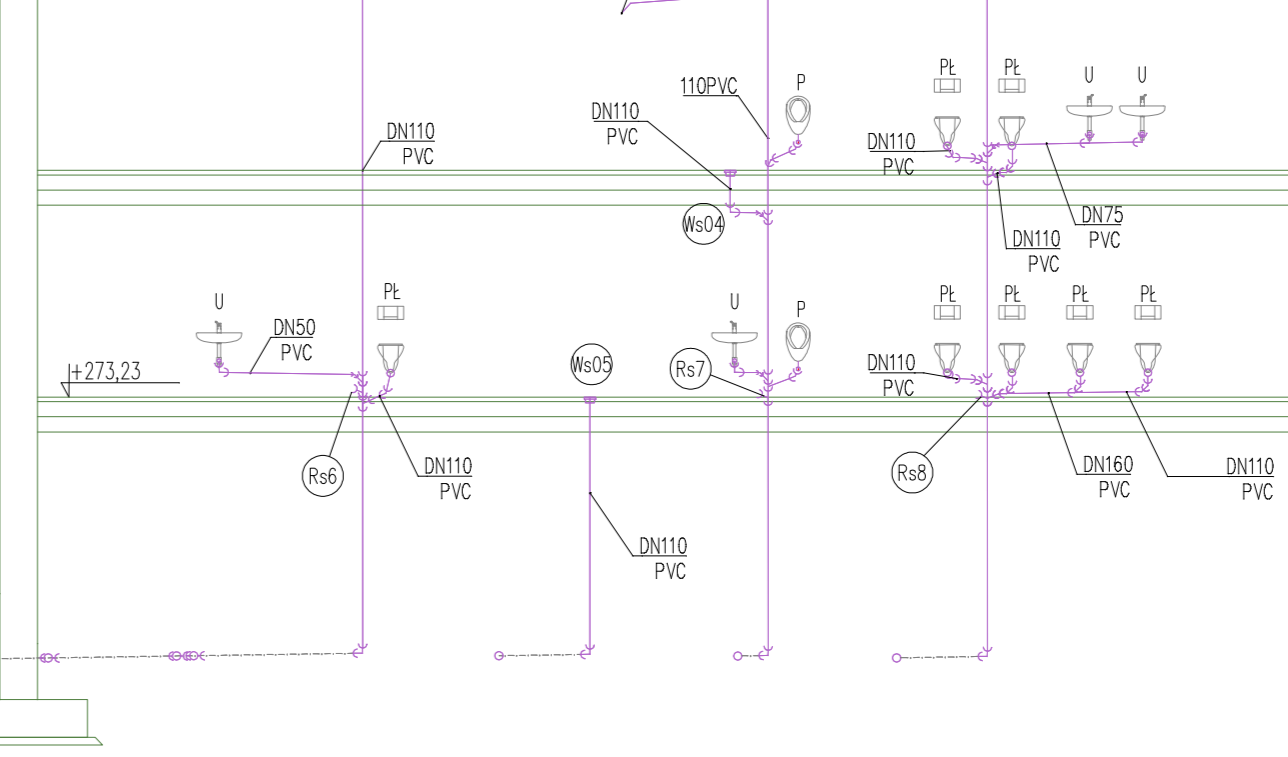 PŁ
PŁ
U
U
110PVC
P
DN110
PVC
DN110
PVC
DN110
PVC
Ws04
DN75
PVC
DN110
PVC
U
PŁ
U
P
PŁ
PŁ
PŁ
PŁ
DN50
PVC
+273,23
Ws05
Rs7
DN110
PVC
Rs6
DN110
PVC
Rs8
DN160
PVC
DN110
PVC
DN110
PVC